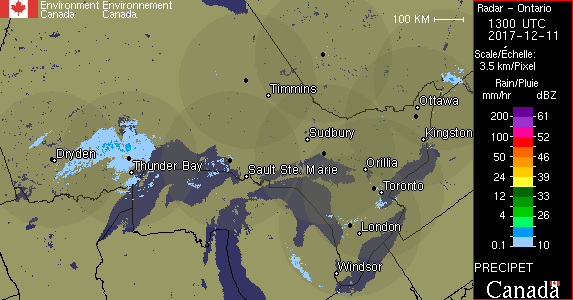 Environment Environnement
Canada Canada
100 KM
Timmins
Ottawa
Sudbury
Kingston
Dryden
Thunder Bay
Sault Ste. Marie
Orillia
Toronto
London
Windsor
Radar - Ontario
1300 UTC
2017-12-11
Scale/Échelle:
3.5 km/Pixel
Rain/Pluie
mm/hr dBZ
200 61
100 52
50 46
24 39
12 33
4 26
0.1 10
PRECIPET
Canada